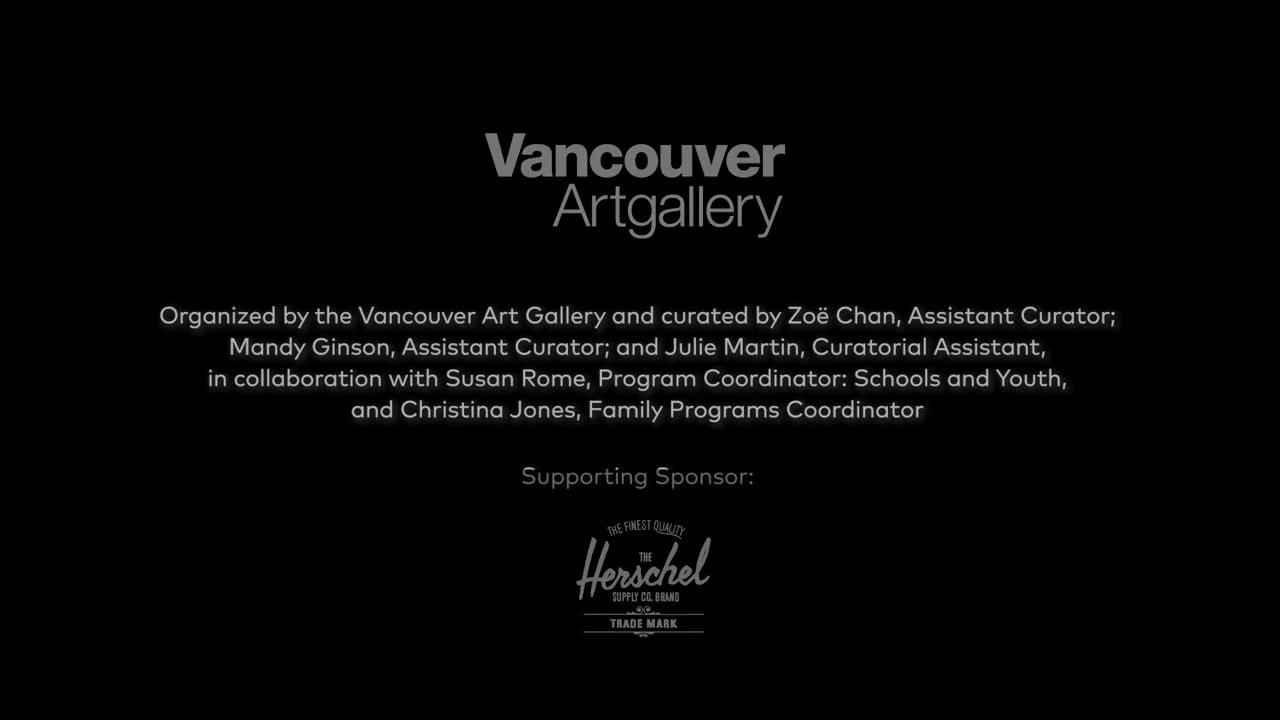 Vancouver
Artgallery
Organized by the Vancouver Art Gallery and curated by Zoë Chan, Assistant Curator;
Mandy Ginson, Assistant Curator; and Julie Martin, Curatorial Assistant,
in collaboration with Susan Rome, Program Coordinator: Schools and Youth,
and Christina Jones, Family Programs Coordinator
Supporting Sponsor:
THE FINEST QUALITY
THE
Herschel
SUPPLY CO. BRAND
TRADE MARK